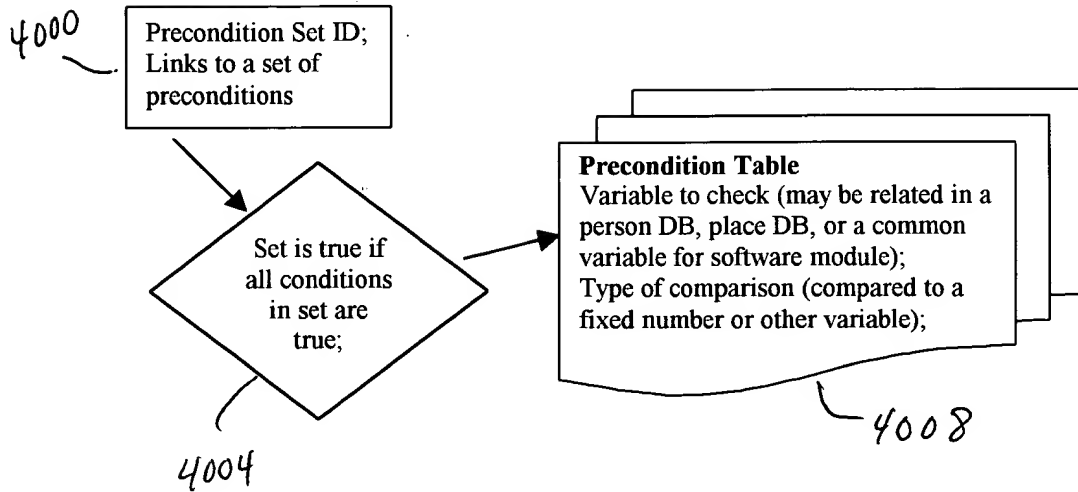 4000
Precondition Set ID;
Links to a set of
preconditions
Set is true if
all conditions
in set are
true;
4004
Precondition Table
Variable to check (may be related in a
person DB, place DB, or a common
variable for software module);
Type of comparison (compared to a
fixed number or other variable);
4008